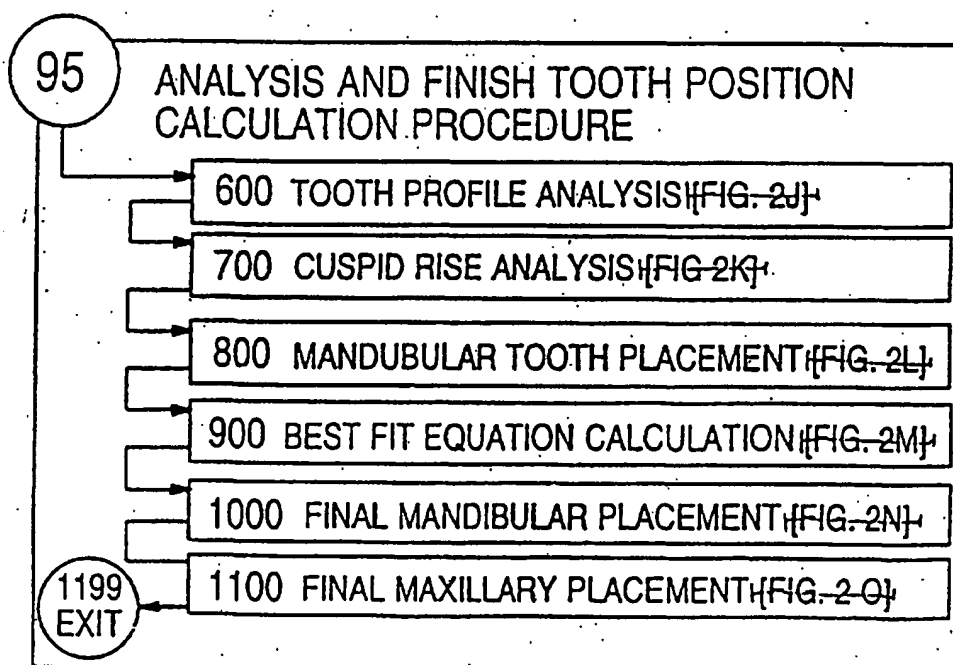 95
ANALYSIS AND FINISH TOOTH POSITION
CALCULATION PROCEDURE
600 TOOTH PROFILE ANALYSIS {FIG. 2J}
700 CUSPID RISE ANALYSIS {FIG 2K}
800 MANDUBULAR TOOTH PLACEMENT {FIG. 2L}
900 BEST FIT EQUATION CALCULATION {FIG. 2M}
1000 FINAL MANDIBULAR PLACEMENT {FIG. 2N}
1100 FINAL MAXILLARY PLACEMENT {FIG. 2 O}
1199
EXIT